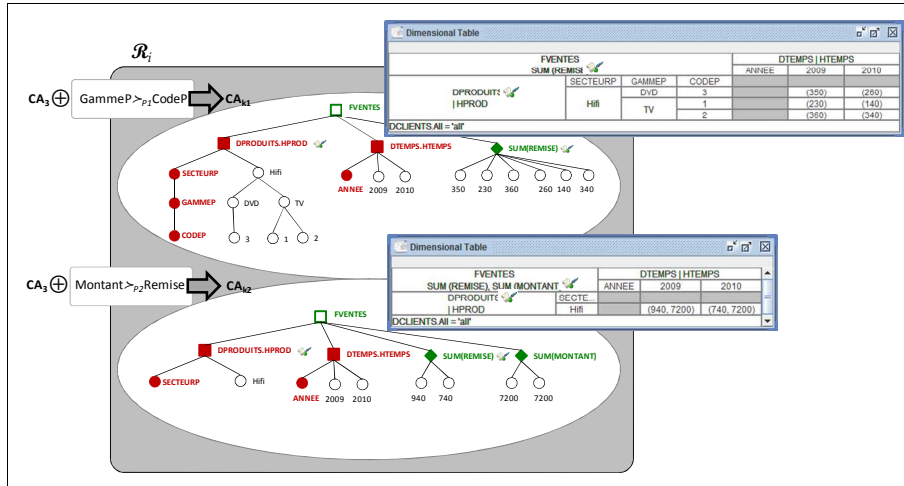 ℛi
CA3 ⊕ GammeP≻P1CodeP CAk1
FVENTES
DPRODUITS.HPROD DTEMPS.HTEMPS SUM(REMISE)
SECTEURP Hifi ANNEE 2009 2010 350 230 360 260 140 340
GAMMEP DVD TV
CODEP 3 1 2
Dimensional Table
FVENTES DTEMPS | HTEMPS
SUM (REMISE ANNEE 2009 2010
SECTEURP GAMMEP CODEP
DPRODUITS Hifi DVD 3 (350) (260)
| HPROD TV 1 (230) (140)
2 (360) (340)
DCLIENTS.All = 'all'
CA3 ⊕ Montant≻P2Remise CAk2
FVENTES
DPRODUITS.HPROD DTEMPS.HTEMPS SUM(REMISE) SUM(MONTANT)
SECTEURP Hifi ANNEE 2009 2010 940 740 7200 7200
Dimensional Table
FVENTES DTEMPS | HTEMPS
SUM (REMISE), SUM (MONTANT ANNEE 2009 2010
DPRODUITS SECTE...
| HPROD Hifi (940, 7200) (740, 7200)
DCLIENTS.All = 'all'